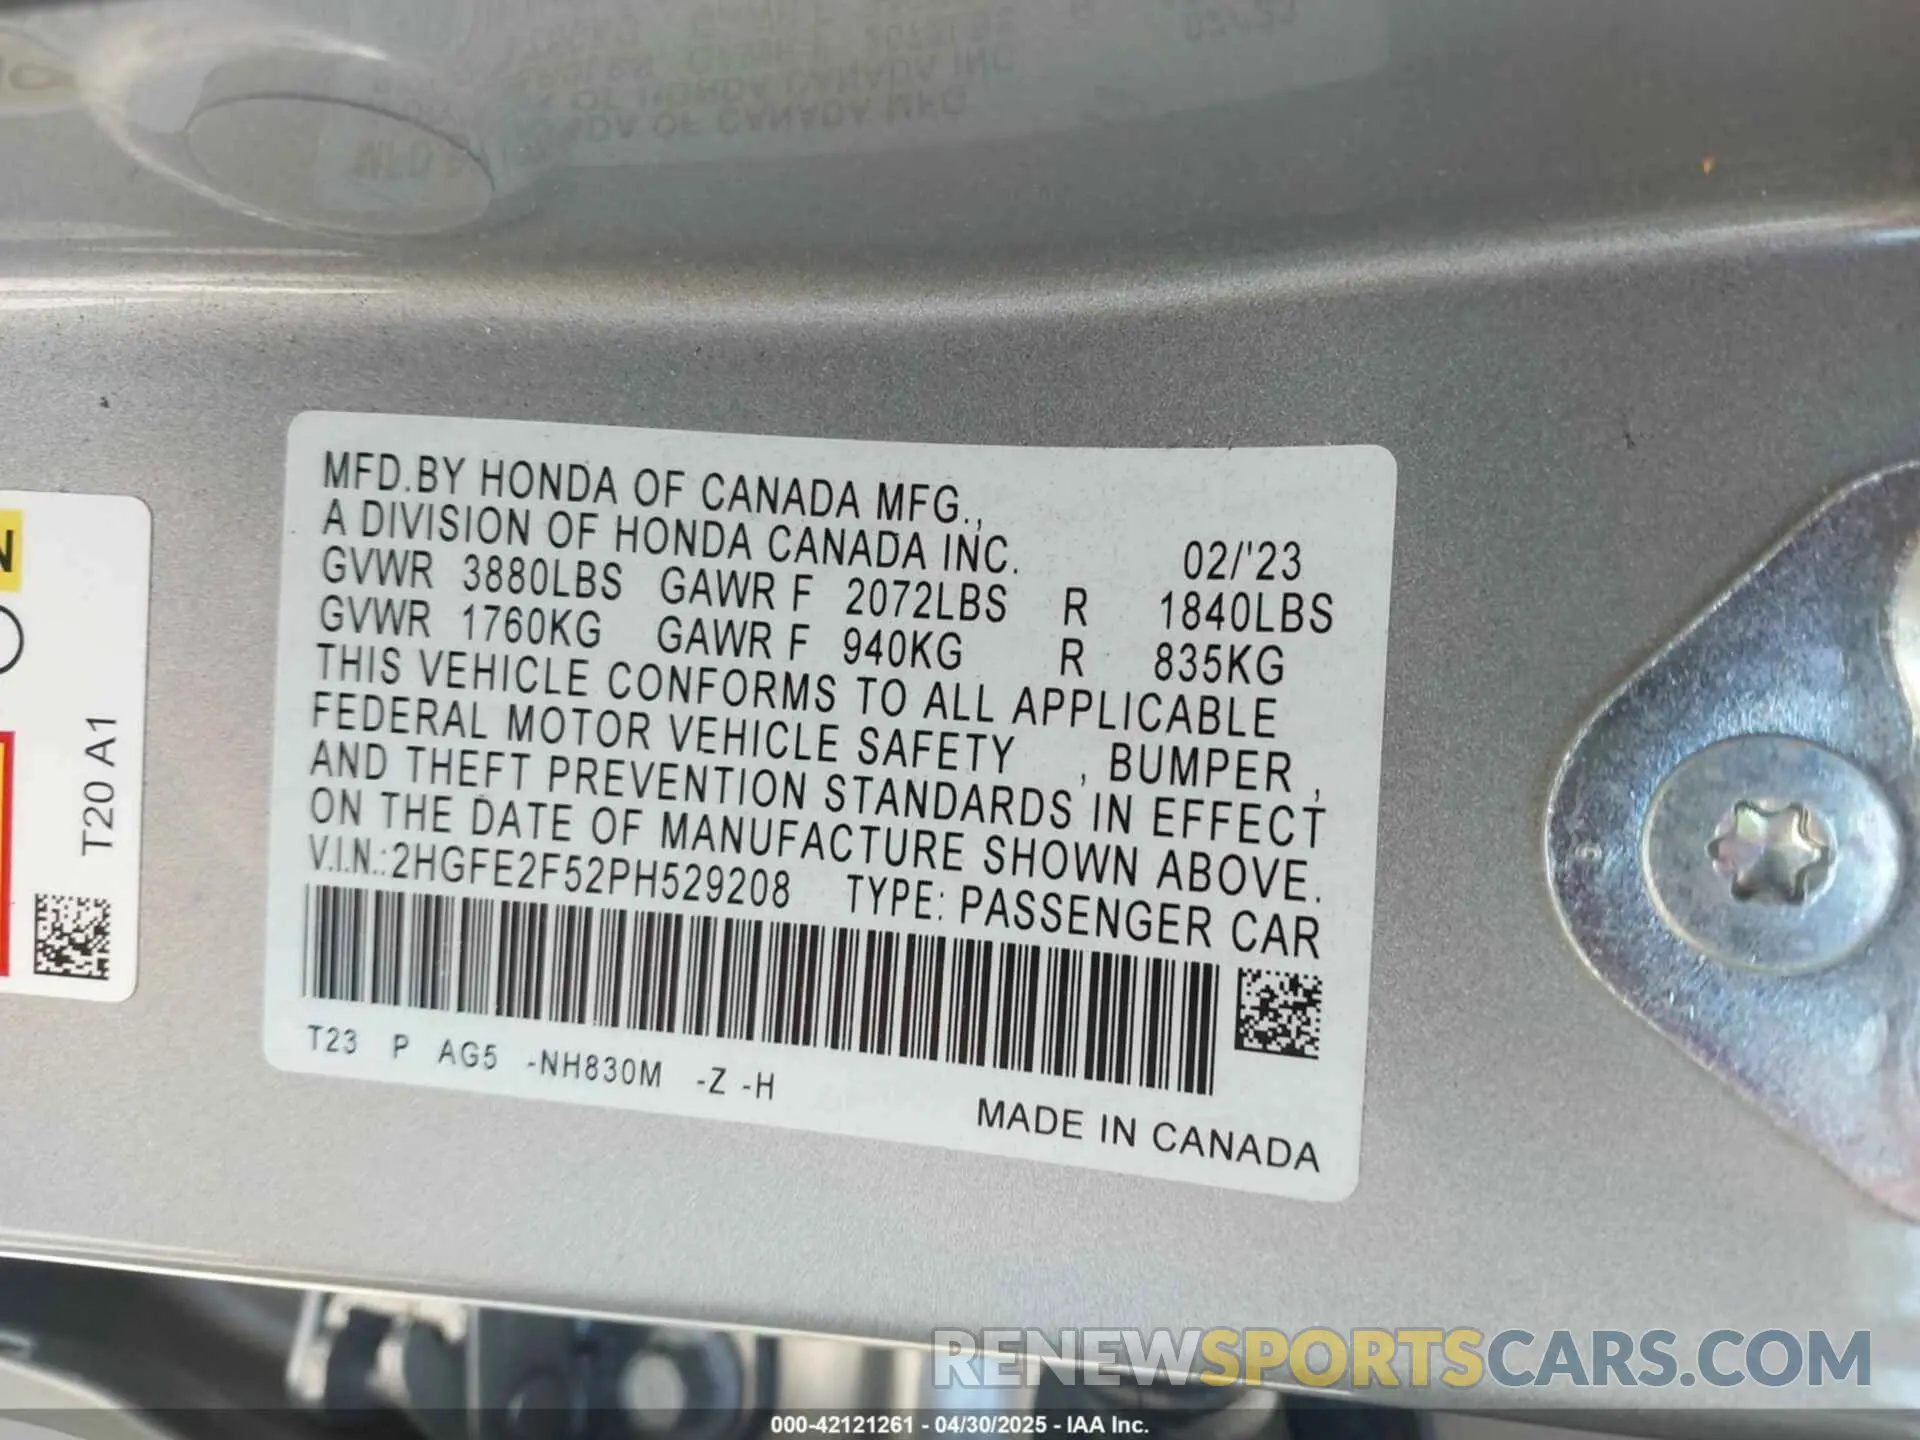 MFD.BY HONDA OF CANADA MFG.,
A DIVISION OF HONDA CANADA INC. 02/'23
GVWR 3880LBS GAWR F 2072LBS R 1840LBS
GVWR 1760KG GAWR F 940KG R 835KG
THIS VEHICLE CONFORMS TO ALL APPLICABLE
FEDERAL MOTOR VEHICLE SAFETY , BUMPER ,
AND THEFT PREVENTION STANDARDS IN EFFECT
ON THE DATE OF MANUFACTURE SHOWN ABOVE.
V.I.N.:2HGFE2F52PH529208 TYPE: PASSENGER CAR
T23 P AG5 -NH830M -Z -H
MADE IN CANADA
N
T20 A1
RENEWSPORTSCARS.COM
000-42121261 - 04/30/2025 - IAA Inc.